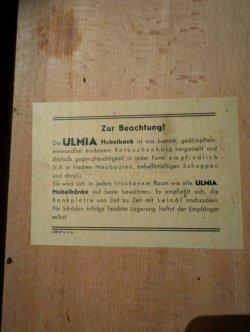 Zur Beachtung!
Die ULMIA Hobelbank ist aus bestem, gedämpftem,
einwandfrei trockenem Rotbuchenholz hergestellt und
deshalb gegen Feuchtigkeit in jeder Form empfindlich
(z.B. in frischen Neubauten, behelfsmäßigen Schuppen
und dergl.).
Sie wird sich in jedem trockenem Raum wie alle ULMIA
Hobelbänke auf beste bewähren. Es empfiehlt sich, die
Bankplatte von Zeit zu Zeit mit Leinöl nachzuölen.
Für Schäden infolge feuchter Lagerung haftet der Empfänger
selbst.